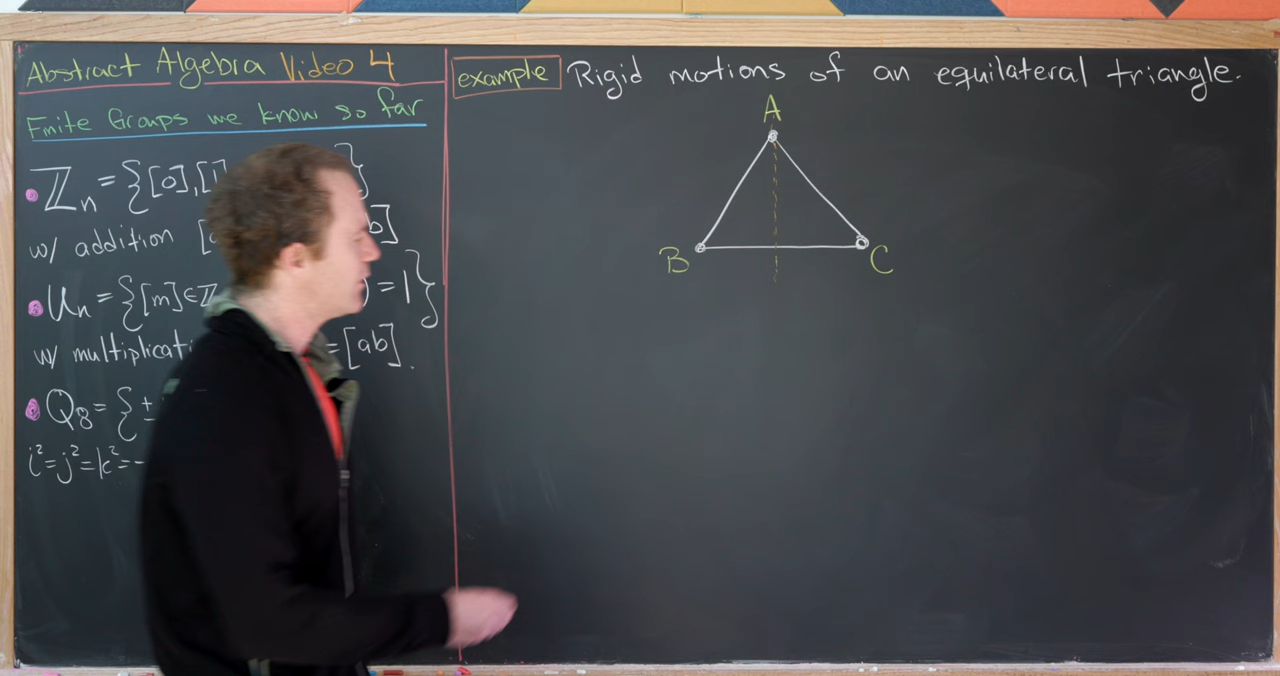 Abstract Algebra Video 4
Finite Groups we know so far
• ℤn = {[0],[1] }
w/ addition [ b]
• Un = {[m]∈ℤ ) = 1}
w/ = [ab].
• Q8 = {±
i² = j² = k² = -
example Rigid motions of an equilateral triangle.
A
B C